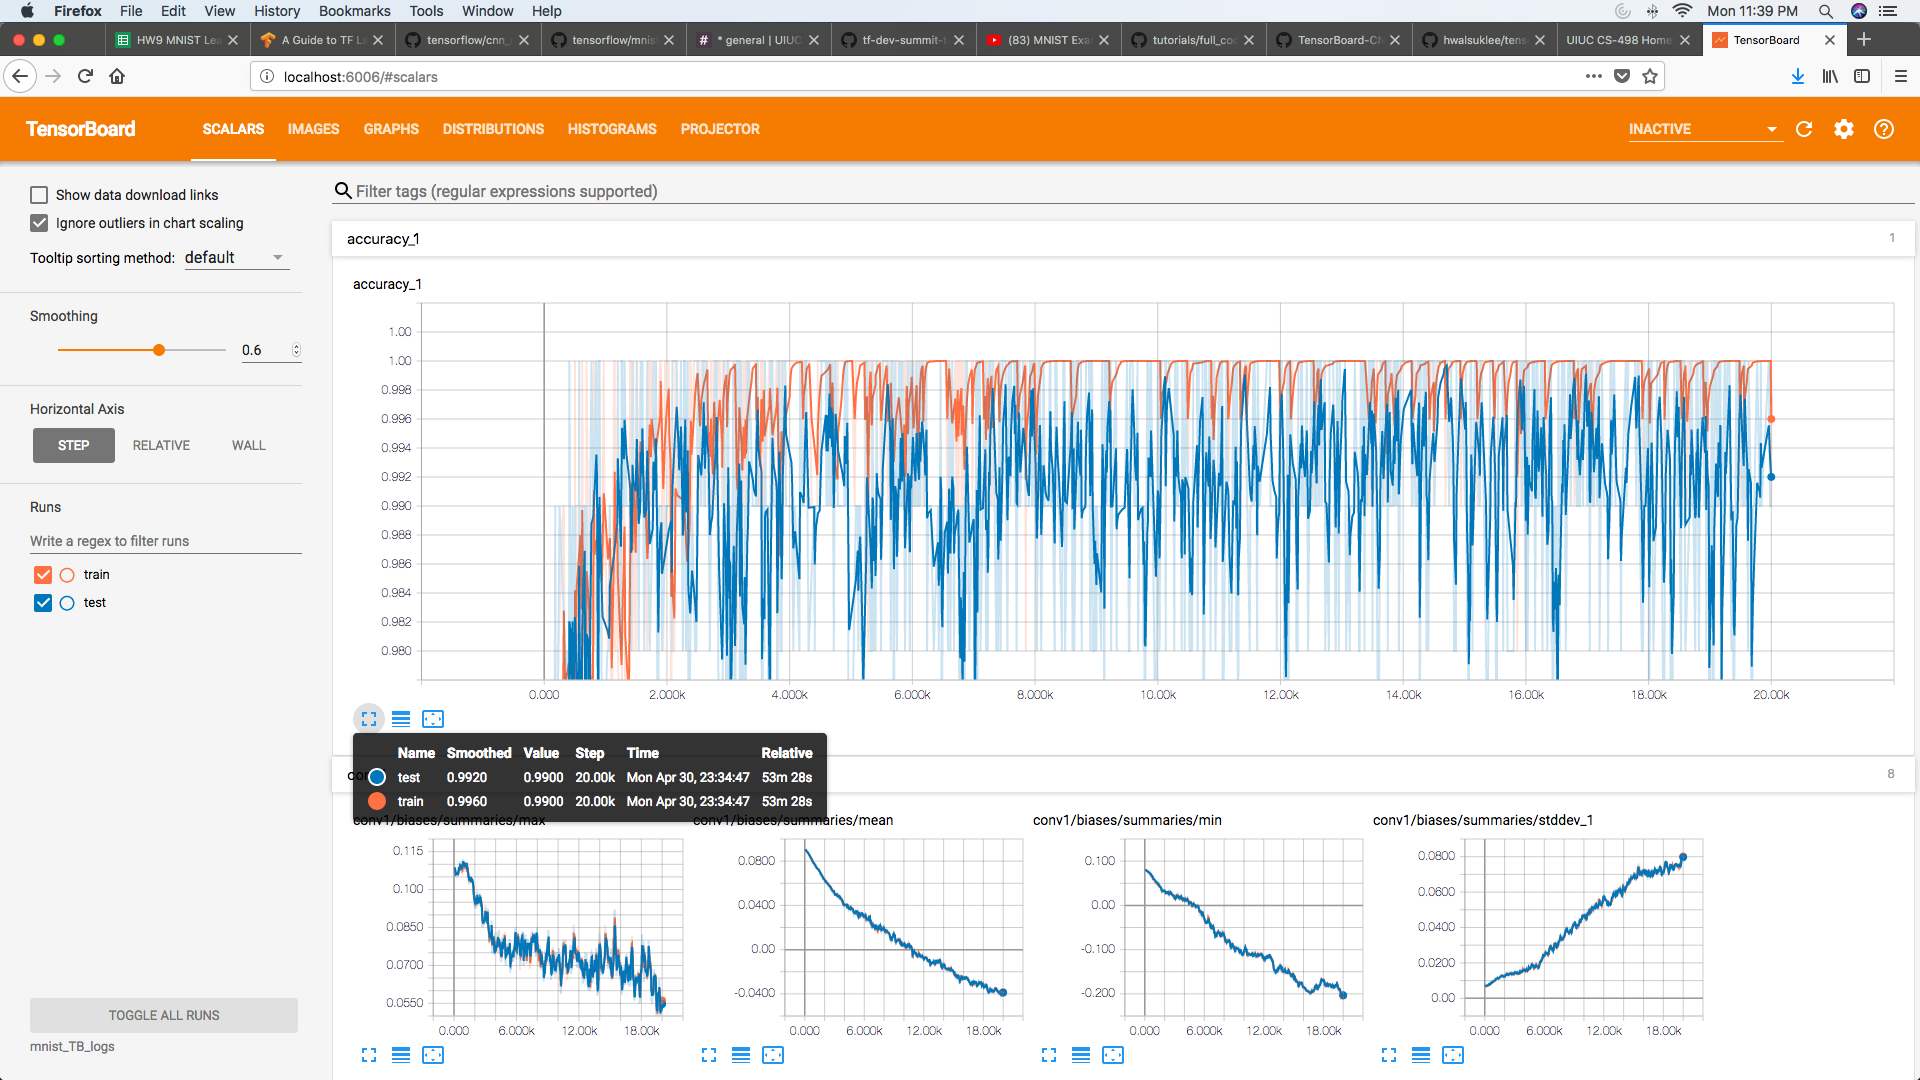 Firefox File Edit View History Bookmarks Tools Window Help Mon 11:39 PM
HW9 MNIST Le A Guide to TF La tensorflow/cnn_ tensorflow/mnis # * general | UIUC tf-dev-summit- (83) MNIST Exa tutorials/full_co TensorBoard-C hwalsuklee/tens UIUC CS-498 Home TensorBoard
localhost:6006/#scalars
TensorBoard SCALARS IMAGES GRAPHS DISTRIBUTIONS HISTOGRAMS PROJECTOR INACTIVE
Show data download links
Ignore outliers in chart scaling
Tooltip sorting method: default
Smoothing
0.6
Horizontal Axis
STEP RELATIVE WALL
Runs
Write a regex to filter runs
train
test
TOGGLE ALL RUNS
mnist_TB_logs
Filter tags (regular expressions supported)
accuracy_1 1
accuracy_1
1.00
1.00
0.998
0.996
0.994
0.992
0.990
0.988
0.986
0.984
0.982
0.980
0.000 2.000k 4.000k 6.000k 8.000k 10.00k 12.00k 14.00k 16.00k 18.00k 20.00k
Name Smoothed Value Step Time Relative
test 0.9920 0.9900 20.00k Mon Apr 30, 23:34:47 53m 28s
train 0.9960 0.9900 20.00k Mon Apr 30, 23:34:47 53m 28s
8
conv1/biases/summaries/max
0.115
0.100
0.0850
0.0700
0.0550
0.000 6.000k 12.00k 18.00k
conv1/biases/summaries/mean
0.0800
0.0400
0.00
-0.0400
0.000 6.000k 12.00k 18.00k
conv1/biases/summaries/min
0.100
0.00
-0.100
-0.200
0.000 6.000k 12.00k 18.00k
conv1/biases/summaries/stddev_1
0.0800
0.0600
0.0400
0.0200
0.00
0.000 6.000k 12.00k 18.00k